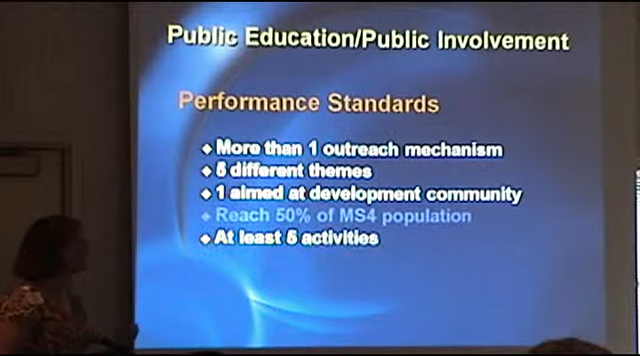 Public Education/Public Involvement
Performance Standards
More than 1 outreach mechanism
5 different themes
1 aimed at development community
Reach 50% of MS4 population
At least 5 activities